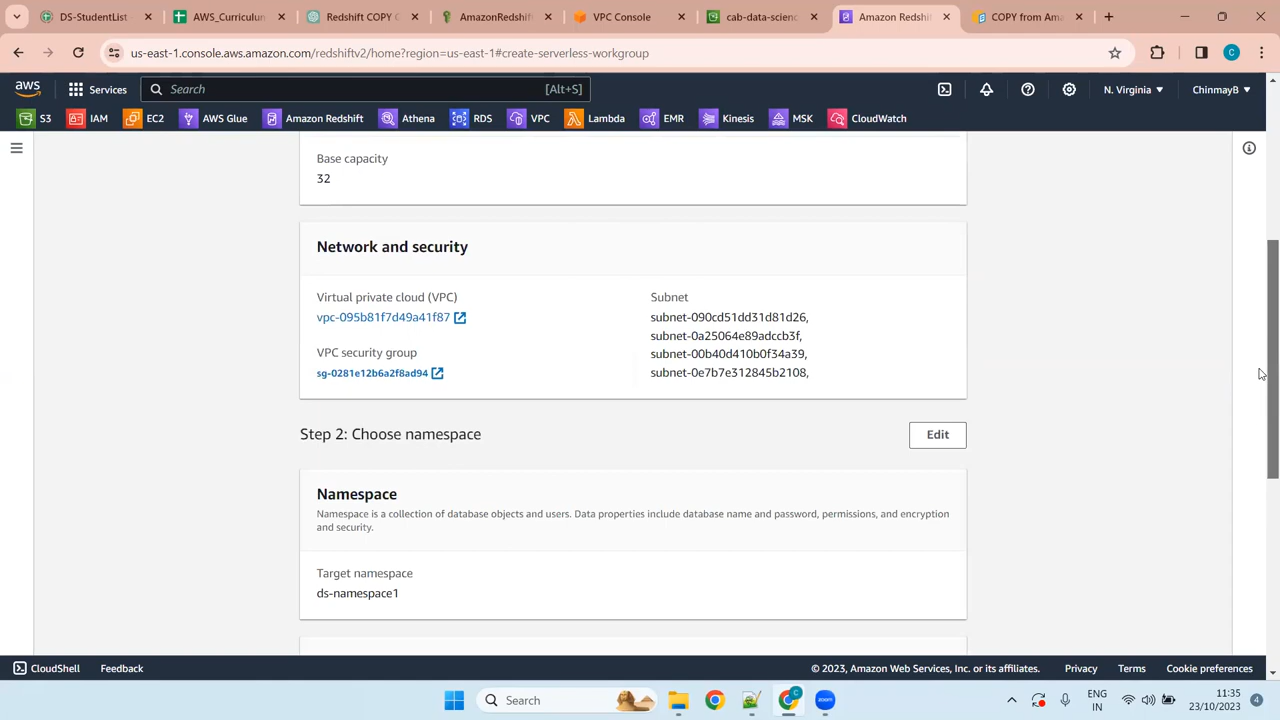 DS-StudentList
AWS_Curriculun
Redshift COPY C
AmazonRedshif
VPC Console
cab-data-scienc
Amazon Redshi
COPY from Ama
us-east-1.console.aws.amazon.com/redshiftv2/home?region=us-east-1#create-serverless-workgroup
C
aws
Services
Search
[Alt+S]
N. Virginia
ChinmayB
S3
IAM
EC2
AWS Glue
Amazon Redshift
Athena
RDS
VPC
Lambda
EMR
Kinesis
MSK
CloudWatch
Base capacity
32
Network and security
Virtual private cloud (VPC)
vpc-095b81f7d49a41f87
VPC security group
sg-0281e12b6a2f8ad94
Subnet
subnet-090cd51dd31d81d26,
subnet-0a25064e89adccb3f,
subnet-00b40d410b0f34a39,
subnet-0e7b7e312845b2108,
Step 2: Choose namespace
Edit
Namespace
Namespace is a collection of database objects and users. Data properties include database name and password, permissions, and encryption
and security.
Target namespace
ds-namespace1
CloudShell
Feedback
© 2023, Amazon Web Services, Inc. or its affiliates.
Privacy
Terms
Cookie preferences
Search
zoom
ENG
IN
11:35
23/10/2023
4